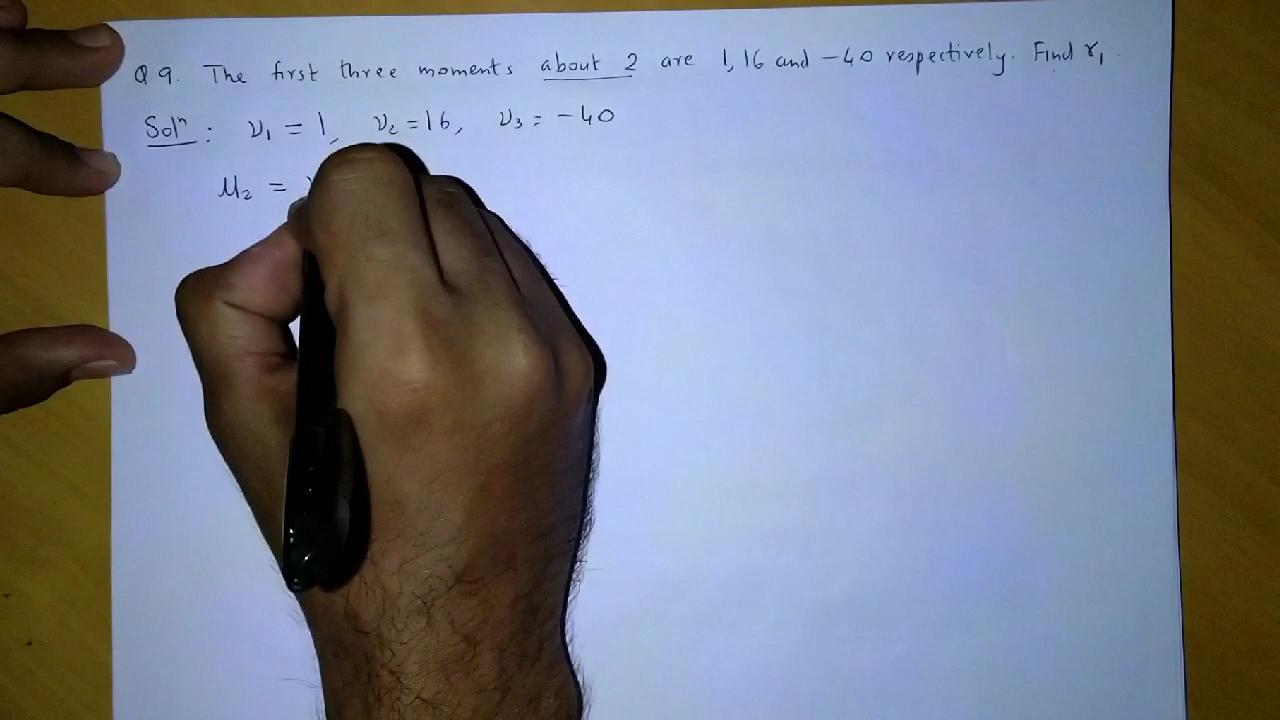 Q 9. The first three moments about 2 are 1, 16 and -40 respectively. Find γ₁
Solⁿ : ν₁ = 1, ν₂ = 16, ν₃ = -40
μ₂ =